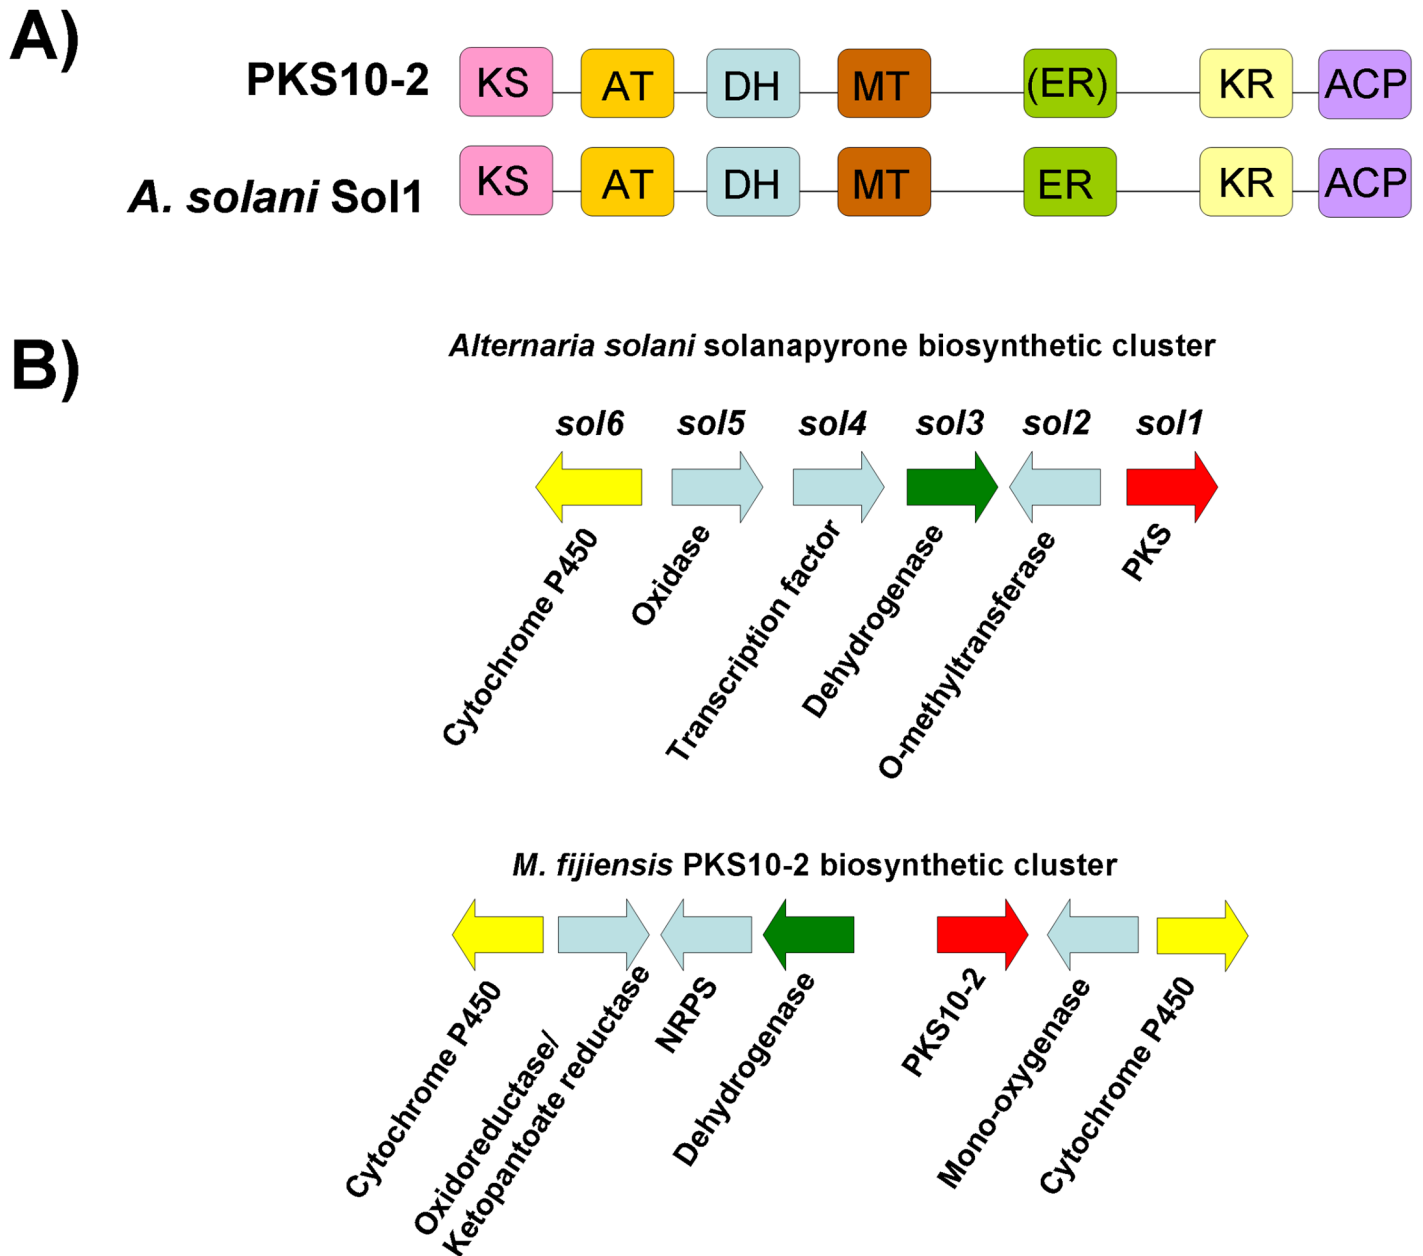 A)
PKS10-2 KS AT DH MT (ER) KR ACP
A. solani Sol1 KS AT DH MT ER KR ACP
B)
Alternaria solani solanapyrone biosynthetic cluster
sol6 sol5 sol4 sol3 sol2 sol1
Cytochrome P450
Oxidase
Transcription factor
Dehydrogenase
O-methyltransferase
PKS
M. fijiensis PKS10-2 biosynthetic cluster
Cytochrome P450
Oxidoreductase/
Ketopantoate reductase
NRPS
Dehydrogenase
PKS10-2
Mono-oxygenase
Cytochrome P450